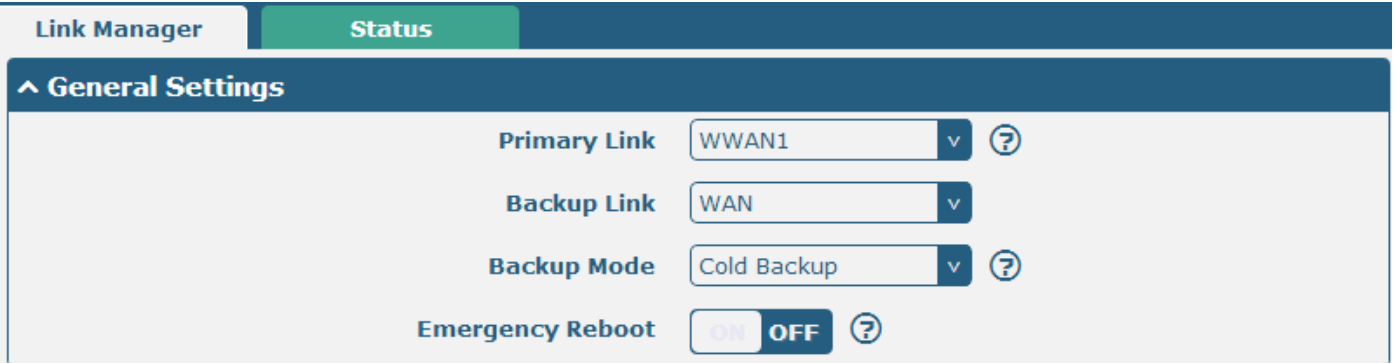 Link Manager Status
^ General Settings
Primary Link WWAN1 v ?
Backup Link WAN v
Backup Mode Cold Backup v ?
Emergency Reboot ON OFF ?